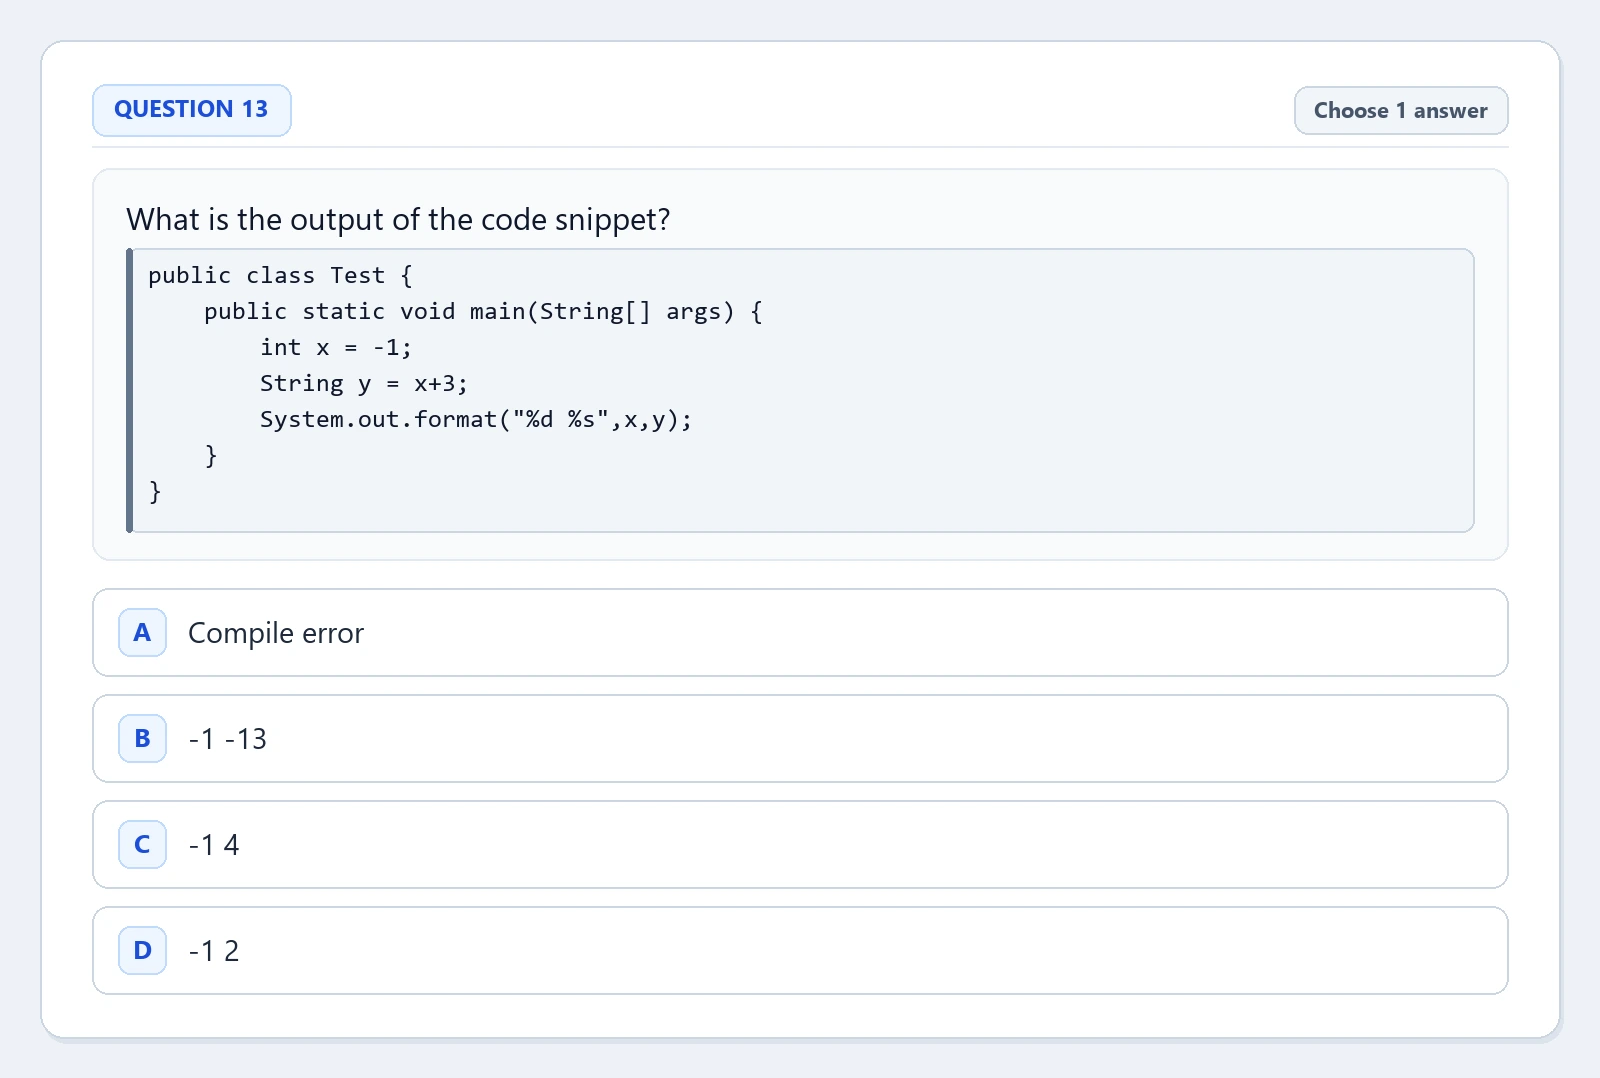 QUESTION 13
Choose 1 answer
What is the output of the code snippet?
public class Test {
    public static void main(String[] args) {
        int x = -1;
        String y = x+3;
        System.out.format("%d %s",x,y);
    }
}
A Compile error
B -1 -13
C -1 4
D -1 2